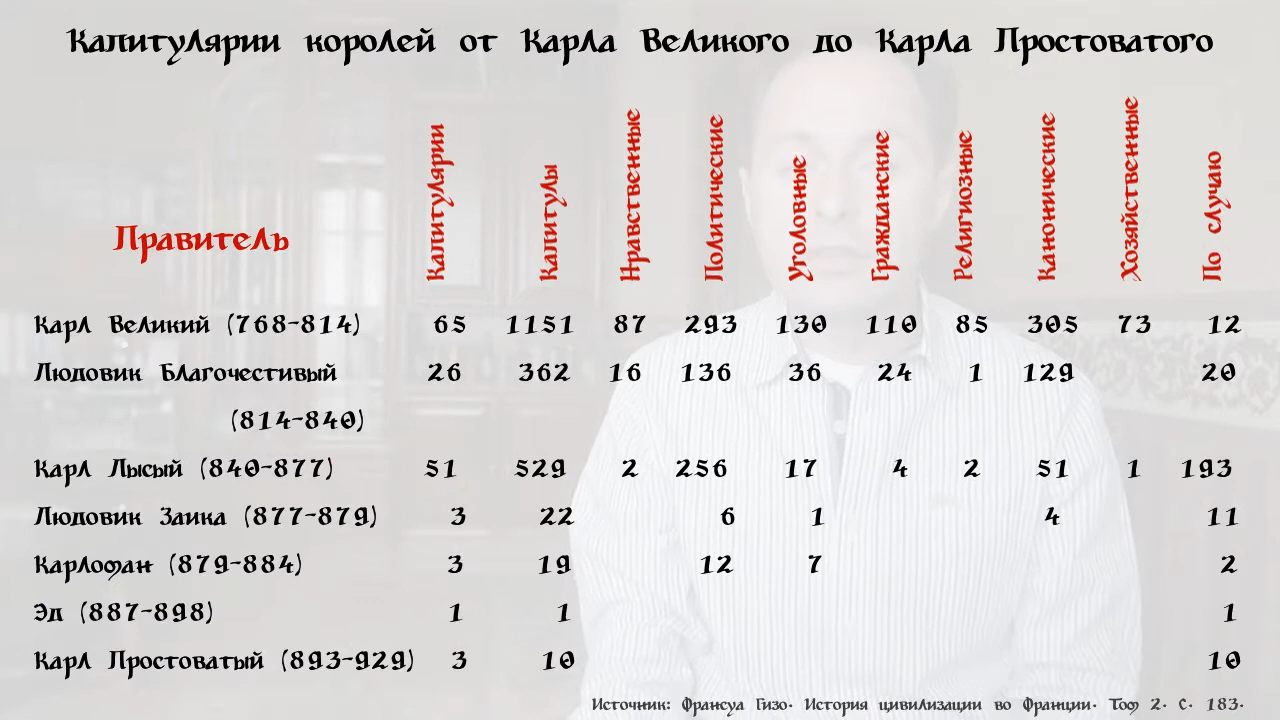 Капитулярии королей от Карла Великого до Карла Простоватого
Правитель Капитулярии Капитулы Нравственные Политические Уголовные Гражданские Религиозные Канонические Хозяйственные По случаю
Карл Великий (768-814) 65 1151 87 293 130 110 85 305 73 12
Людовик Благочестивый 26 362 16 136 36 24 1 129 20
(814-840)
Карл Лысый (840-877) 51 529 2 256 17 4 2 51 1 193
Людовик Заика (877-879) 3 22 6 1 4 11
Карломан (879-884) 3 19 12 7 2
Эд (887-898) 1 1 1
Карл Простоватый (893-929) 3 10 10
Источник: Франсуа Гизо. История цивилизации во Франции. Том 2. С. 183.